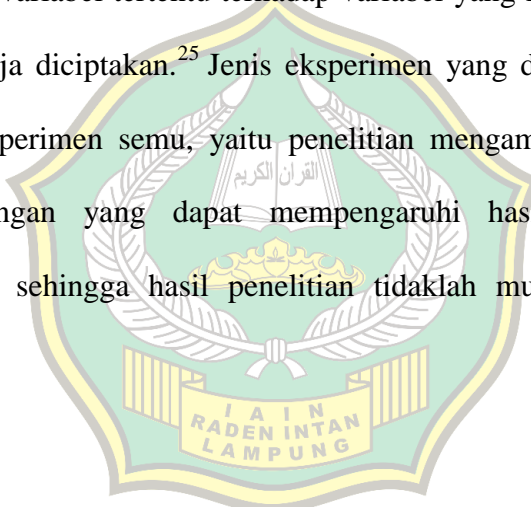 variabel tertentu terhadap variabel yang
ja diciptakan.²⁵ Jenis eksperimen yang d
perimen semu, yaitu penelitian mengam
ngan yang dapat mempengaruhi has
sehingga hasil penelitian tidaklah mu
القرآن الكريم
I A I N
RADEN INTAN
LAMPUNG